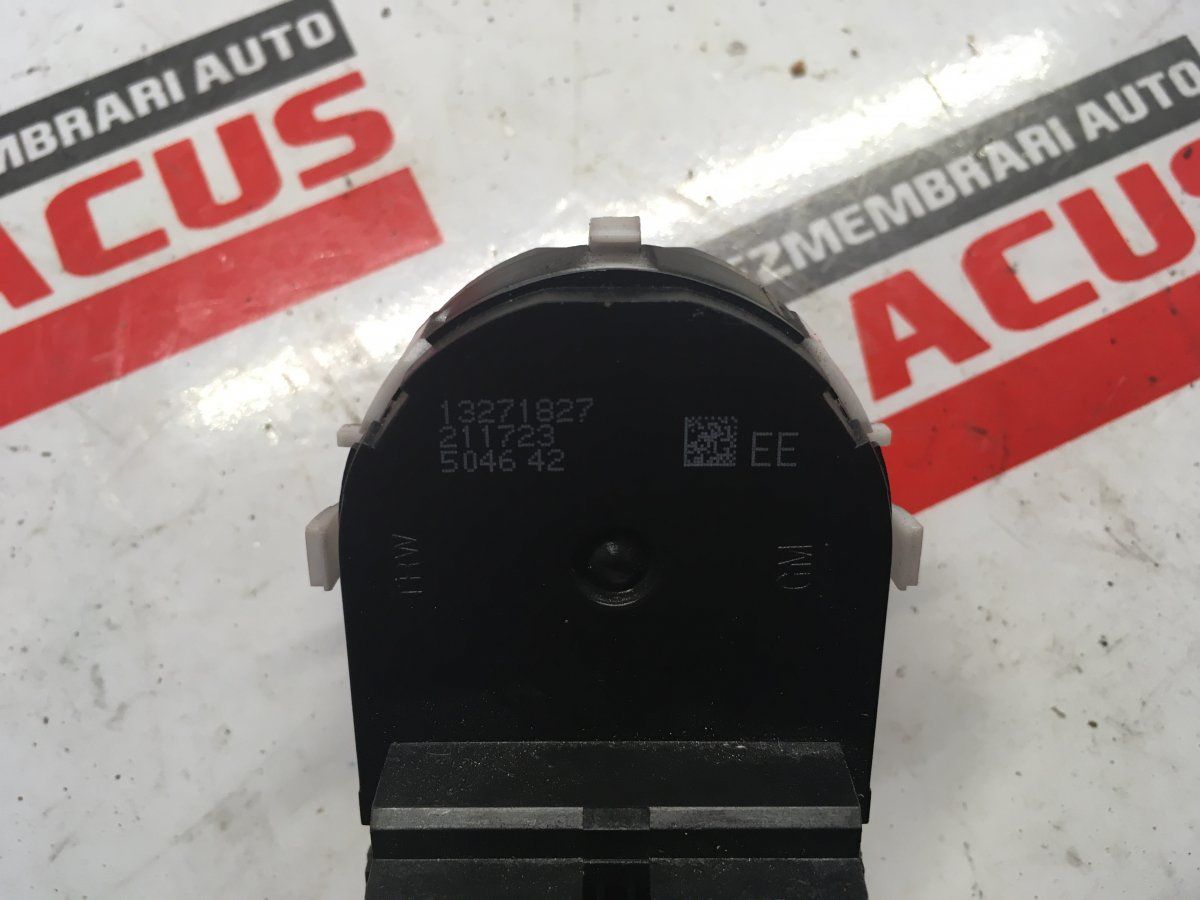 MBRARI AUTO
ACUS
EZMEMBRARI AUTO
ACUS
13271827
211723
5046 42
EE
TRW
GM